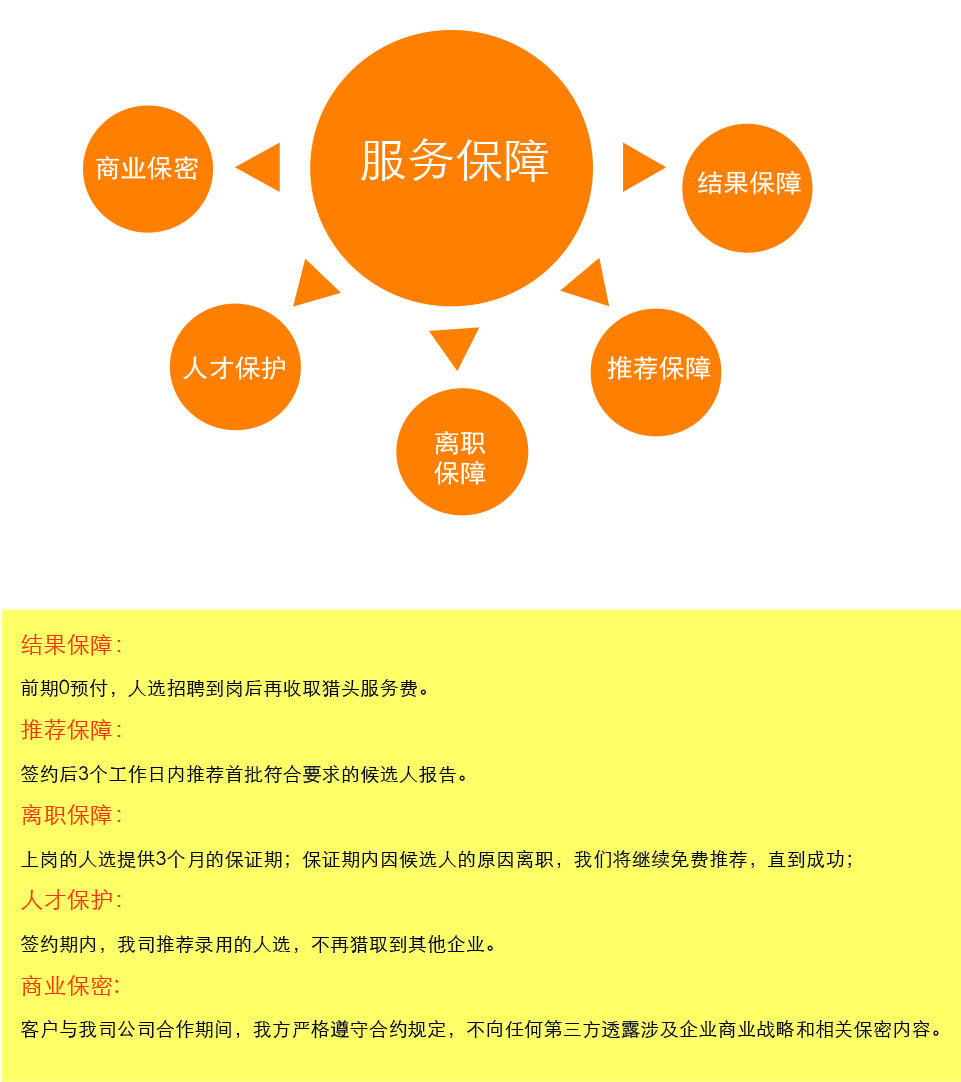 服务保障
商业保密
结果保障
人才保护
推荐保障
离职
保障
结果保障：
前期0预付，人选招聘到岗后再收取猎头服务费。
推荐保障：
签约后3个工作日内推荐首批符合要求的候选人报告。
离职保障：
上岗的人选提供3个月的保证期；保证期内因候选人的原因离职，我们将继续免费推荐，直到成功；
人才保护：
签约期内，我司推荐录用的人选，不再猎取到其他企业。
商业保密：
客户与我司公司合作期间，我方严格遵守合约规定，不向任何第三方透露涉及企业商业战略和相关保密内容。